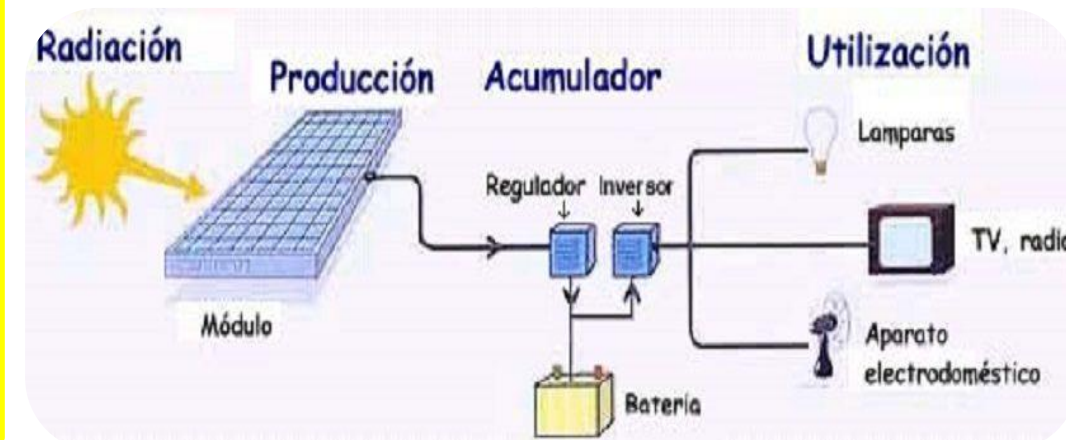 Radiación
Producción
Acumulador
Utilización
Lamparas
Regulador Inversor
TV, radio
Módulo
Aparato
electrodoméstico
Batería